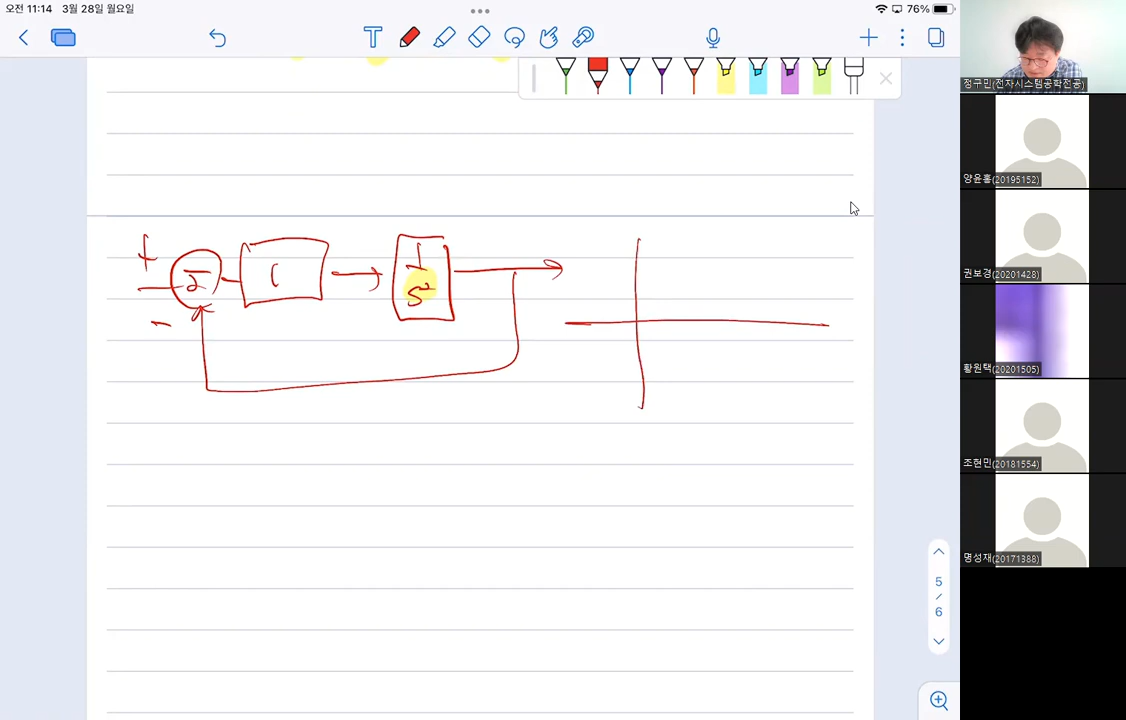 오전 11:14 3월 28일 월요일
76%
T
정구민(전자시스템공학전공)
양윤홍(20195152)
권보경(20201428)
황원택(20201505)
조현민(20181554)
명성재(20171388)
+
Σ
C
1
s²
-
5
/
6